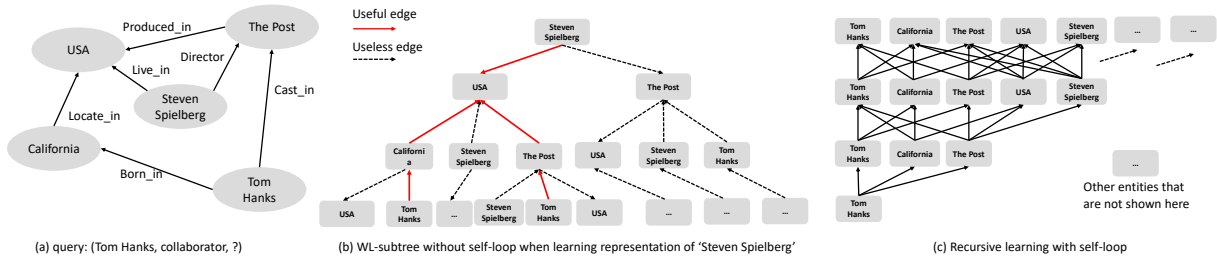 Produced_in
The Post
USA
Director
Live_in
Cast_in
Steven
Spielberg
Locate_in
California
Born_in
Tom
Hanks
(a) query: (Tom Hanks, collaborator, ?)
Useful edge
Useless edge
Steven
Spielberg
USA
The Post
Californi
a
Steven
Spielberg
The Post
USA
Steven
Spielberg
Tom
Hanks
USA
Tom
Hanks
...
Steven
Spielberg
Tom
Hanks
USA
...
...
...
(b) WL-subtree without self-loop when learning representation of ‘Steven Spielberg’
Tom
Hanks
California
The Post
USA
Steven
Spielberg
...
...
Tom
Hanks
California
The Post
USA
Steven
Spielberg
Tom
Hanks
California
The Post
...
Tom
Hanks
Other entities that
are not shown here
(c) Recursive learning with self-loop